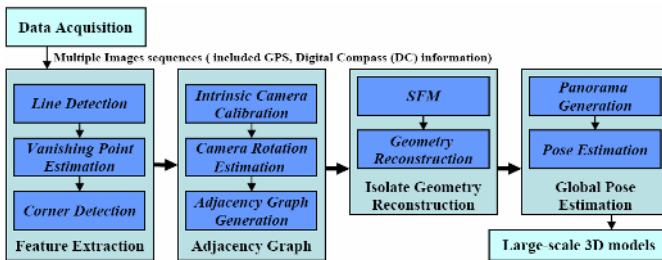 Data Acquisition
Multiple Images sequences ( included GPS, Digital Compass (DC) information)
Line Detection
Vanishing Point
Estimation
Corner Detection
Feature Extraction
Intrinsic Camera
Calibration
Camera Rotation
Estimation
Adjacency Graph
Generation
Adjacency Graph
SFM
Geometry
Reconstruction
Isolate Geometry
Reconstruction
Panorama
Generation
Pose Estimation
Global Pose
Estimation
Large-scale 3D models